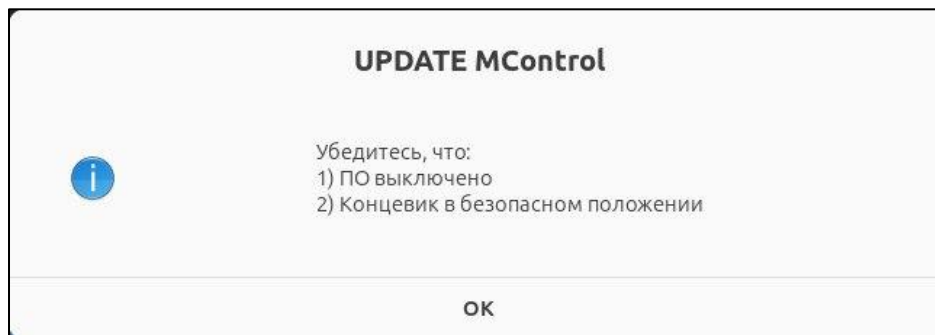 UPDATE MControl
Убедитесь, что:
1) ПО выключено
2) Концевик в безопасном положении
OK